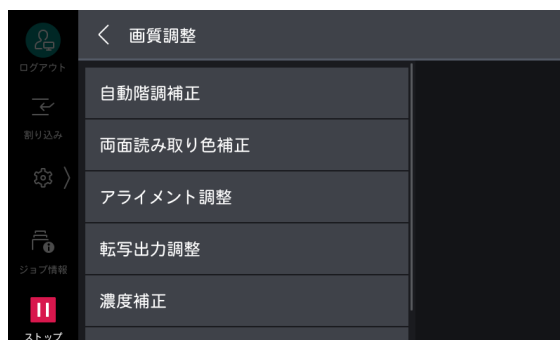 画質調整
ログアウト
割り込み
ジョブ情報
ストップ
自動階調補正
両面読み取り色補正
アライメント調整
転写出力調整
濃度補正